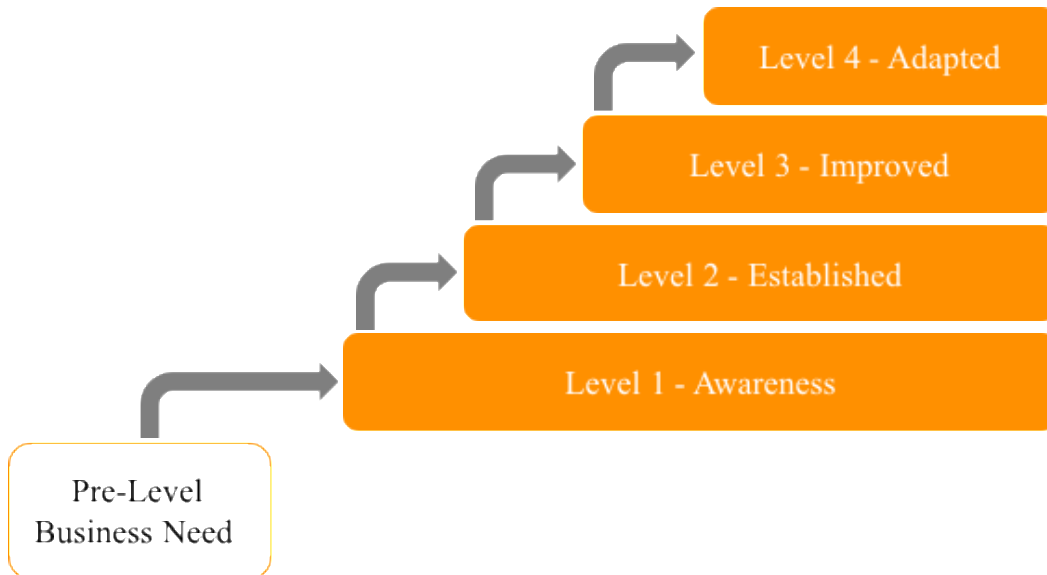 Level 4 - Adapted
Level 3 - Improved
Level 2 - Established
Level 1 - Awareness
Pre-Level
Business Need